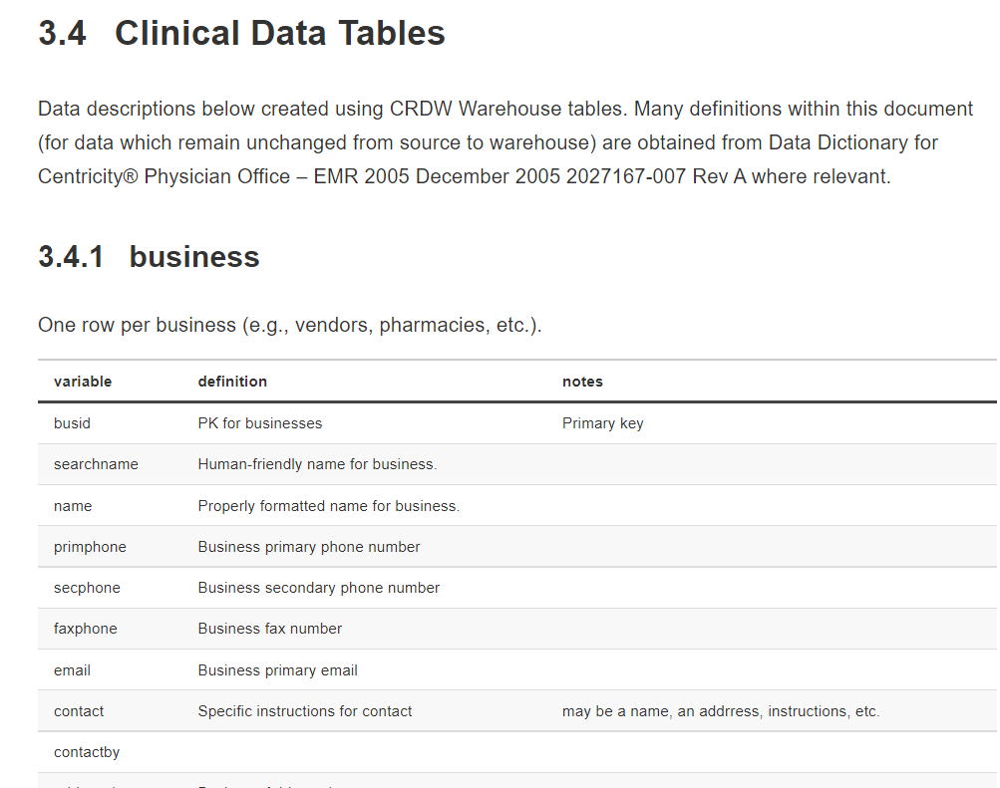 3.4 Clinical Data Tables
Data descriptions below created using CRDW Warehouse tables. Many definitions within this document
(for data which remain unchanged from source to warehouse) are obtained from Data Dictionary for
Centricity® Physician Office – EMR 2005 December 2005 2027167-007 Rev A where relevant.
3.4.1 business
One row per business (e.g., vendors, pharmacies, etc.).
variable definition notes
busid PK for businesses Primary key
searchname Human-friendly name for business.
name Properly formatted name for business.
primphone Business primary phone number
secphone Business secondary phone number
faxphone Business fax number
email Business primary email
contact Specific instructions for contact may be a name, an addrress, instructions, etc.
contactby